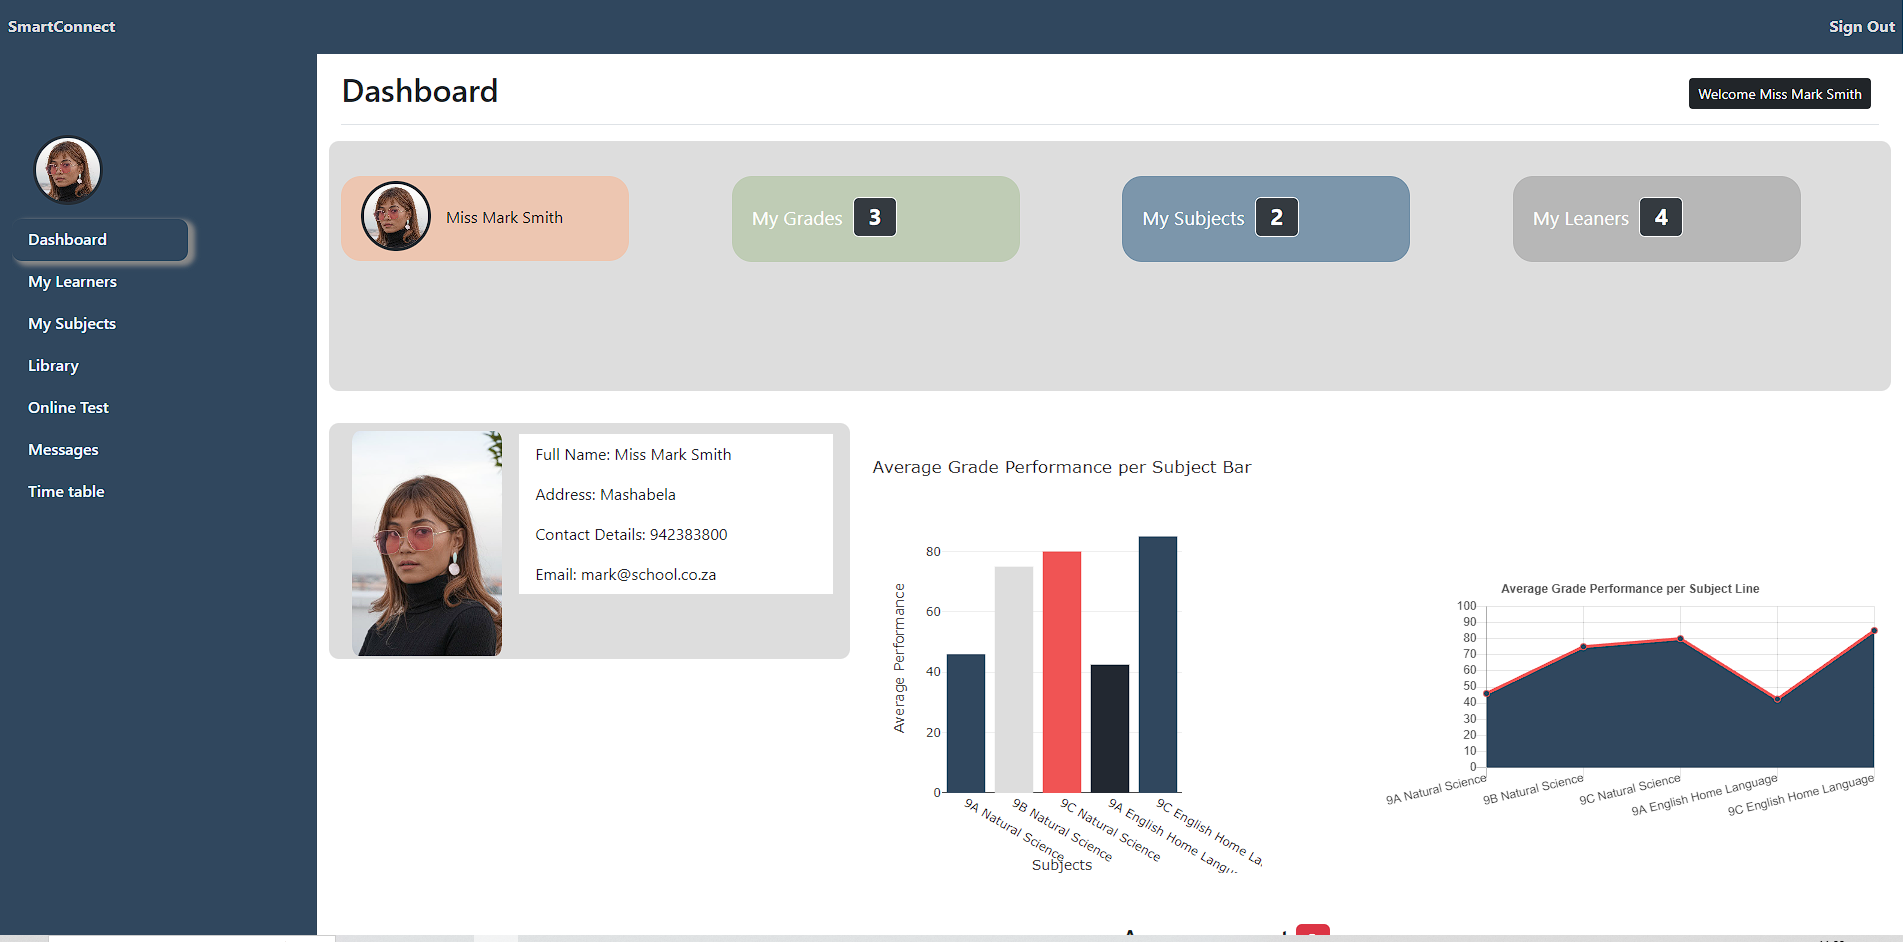 SmartConnect
Sign Out
Dashboard
Welcome Miss Mark Smith
Miss Mark Smith
My Grades 3
My Subjects 2
My Leaners 4
Dashboard
My Learners
My Subjects
Library
Online Test
Messages
Time table
Full Name: Miss Mark Smith
Address: Mashabela
Contact Details: 942383800
Email: mark@school.co.za
Average Grade Performance per Subject Bar
Average Performance
80
60
40
20
0
9A Natural Science
9B Natural Science
9C Natural Science
9A English Home Langu
9C English Home La.
Subjects
Average Grade Performance per Subject Line
100
90
80
70
60
50
40
30
20
10
0
9A Natural Science
9B Natural Science
9C Natural Science
9A English Home Language
9C English Home Language